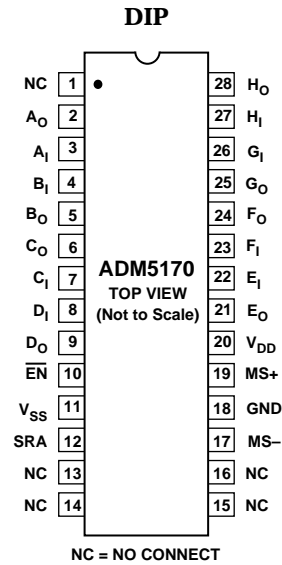 DIP
NC 1 28 H_O
A_O 2 27 H_I
A_I 3 26 G_I
B_I 4 25 G_O
B_O 5 24 F_O
C_O 6 23 F_I
C_I 7 22 E_I
D_I 8 21 E_O
D_O 9 20 V_DD
E̅N̅ 10 19 MS+
V_SS 11 18 GND
SRA 12 17 MS–
NC 13 16 NC
NC 14 15 NC
ADM5170
TOP VIEW
(Not to Scale)
NC = NO CONNECT